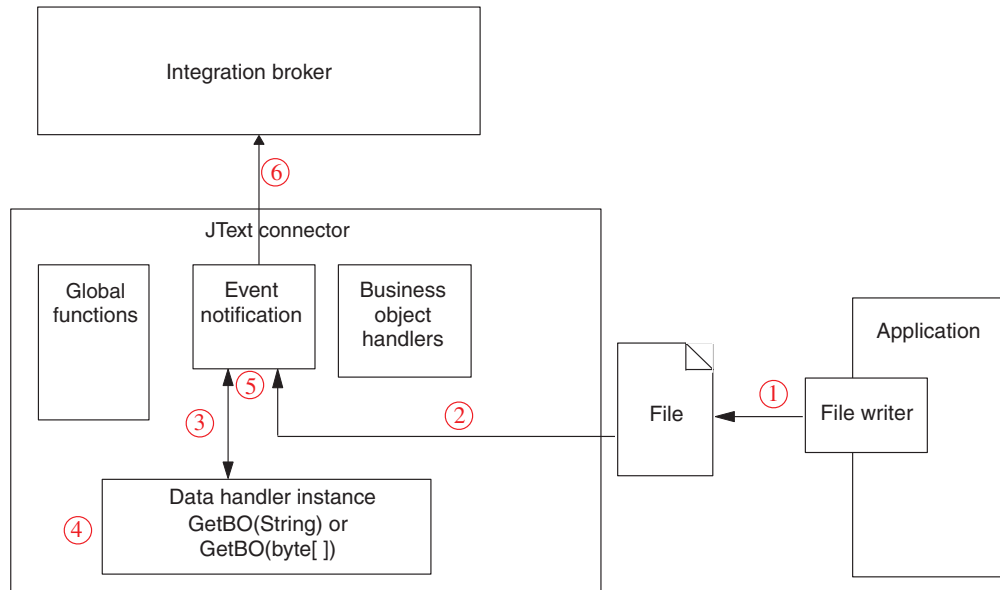 Integration broker
⑥
JText connector
Global
functions
Event
notification
Business
object
handlers
Application
⑤
①
③
②
File
File writer
④
Data handler instance
GetBO(String) or
GetBO(byte[ ])